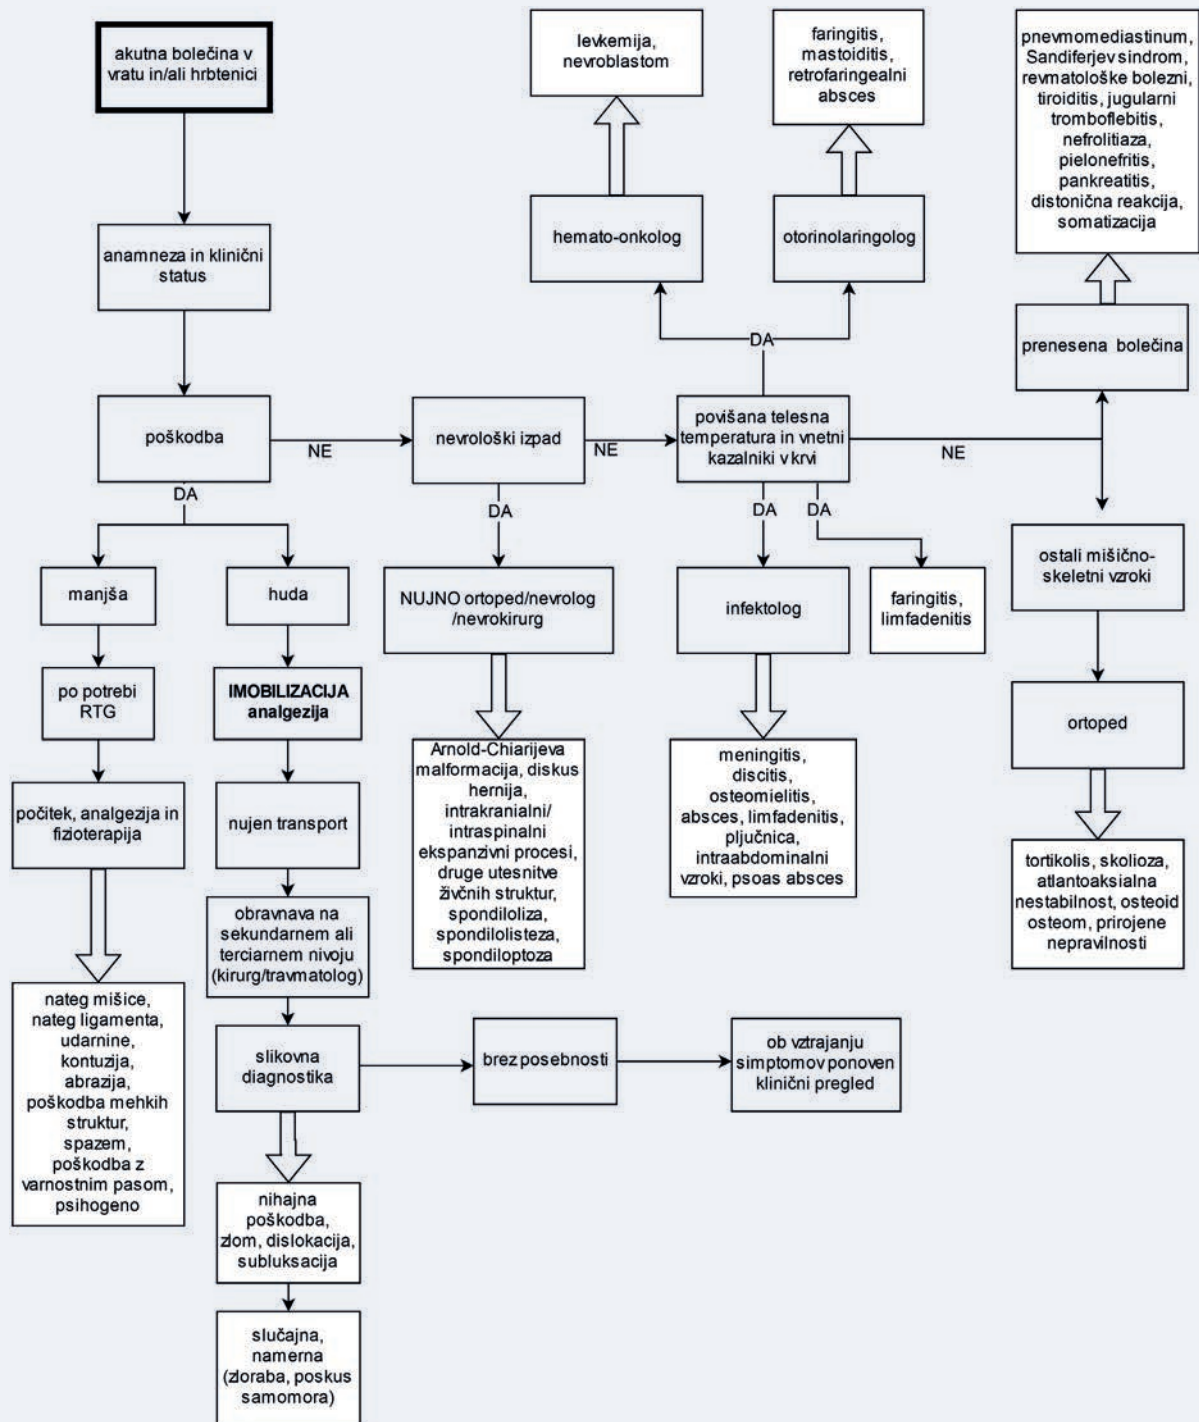 akutna bolečina v
vratu in/ali hrbtenici
levkemija,
nevroblastom
faringitis,
mastoiditis,
retrofaringealni
absces
pnevmomediastinum,
Sandiferjev sindrom,
revmatološke bolezni,
tiroiditis, jugularni
tromboflebitis,
nefrolitiaza,
pielonefritis,
pankreatitis,
distonična reakcija,
somatizacija
anamneza in klinični
status
hemato-onkolog
otorinolaringolog
DA
prenesena bolečina
poškodba
NE
nevrološki izpad
NE
povišana telesna
temperatura in vnetni
kazalniki v krvi
NE
DA
DA
DA
DA
manjša
huda
NUJNO ortoped/nevrolog
/nevrokirurg
infektolog
faringitis,
limfadenitis
ostali mišično-
skeletni vzroki
po potrebi
RTG
IMOBILIZACIJA
analgezija
ortoped
počitek, analgezija in
fizioterapija
nujen transport
Arnold-Chiarijeva
malformacija, diskus
hernija,
intrakranialni/
intraspinalni
ekspanzivni procesi,
druge utesnitve
živčnih struktur,
spondiloliza,
spondilolisteza,
spondiloptoza
meningitis,
discitis,
osteomielitis,
absces, limfadenitis,
pljučnica,
intraabdominalni
vzroki, psoas absces
tortikolis, skolioza,
atlantoaksialna
nestabilnost, osteoid
osteom, prirojene
nepravilnosti
obravnava na
sekundarnem ali
terciarnem nivoju
(kirurg/travmatolog)
nateg mišice,
nateg ligamenta,
udarnine,
kontuzija,
abrazija,
poškodba mehkih
struktur,
spazem,
poškodba z
varnostnim pasom,
psihogeno
slikovna
diagnostika
brez posebnosti
ob vztrajanju
simptomov ponoven
klinični pregled
nihajna
poškodba,
zlom, dislokacija,
subluksacija
slučajna,
namerna
(zloraba, poskus
samomora)